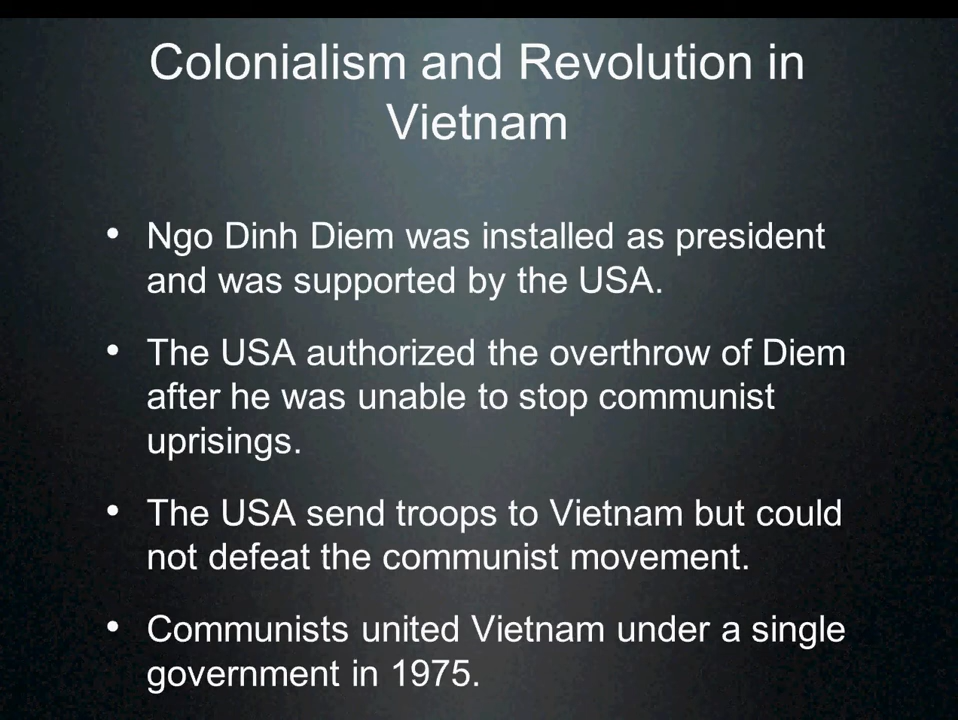 Colonialism and Revolution in
Vietnam
• Ngo Dinh Diem was installed as president
and was supported by the USA.
• The USA authorized the overthrow of Diem
after he was unable to stop communist
uprisings.
• The USA send troops to Vietnam but could
not defeat the communist movement.
• Communists united Vietnam under a single
government in 1975.